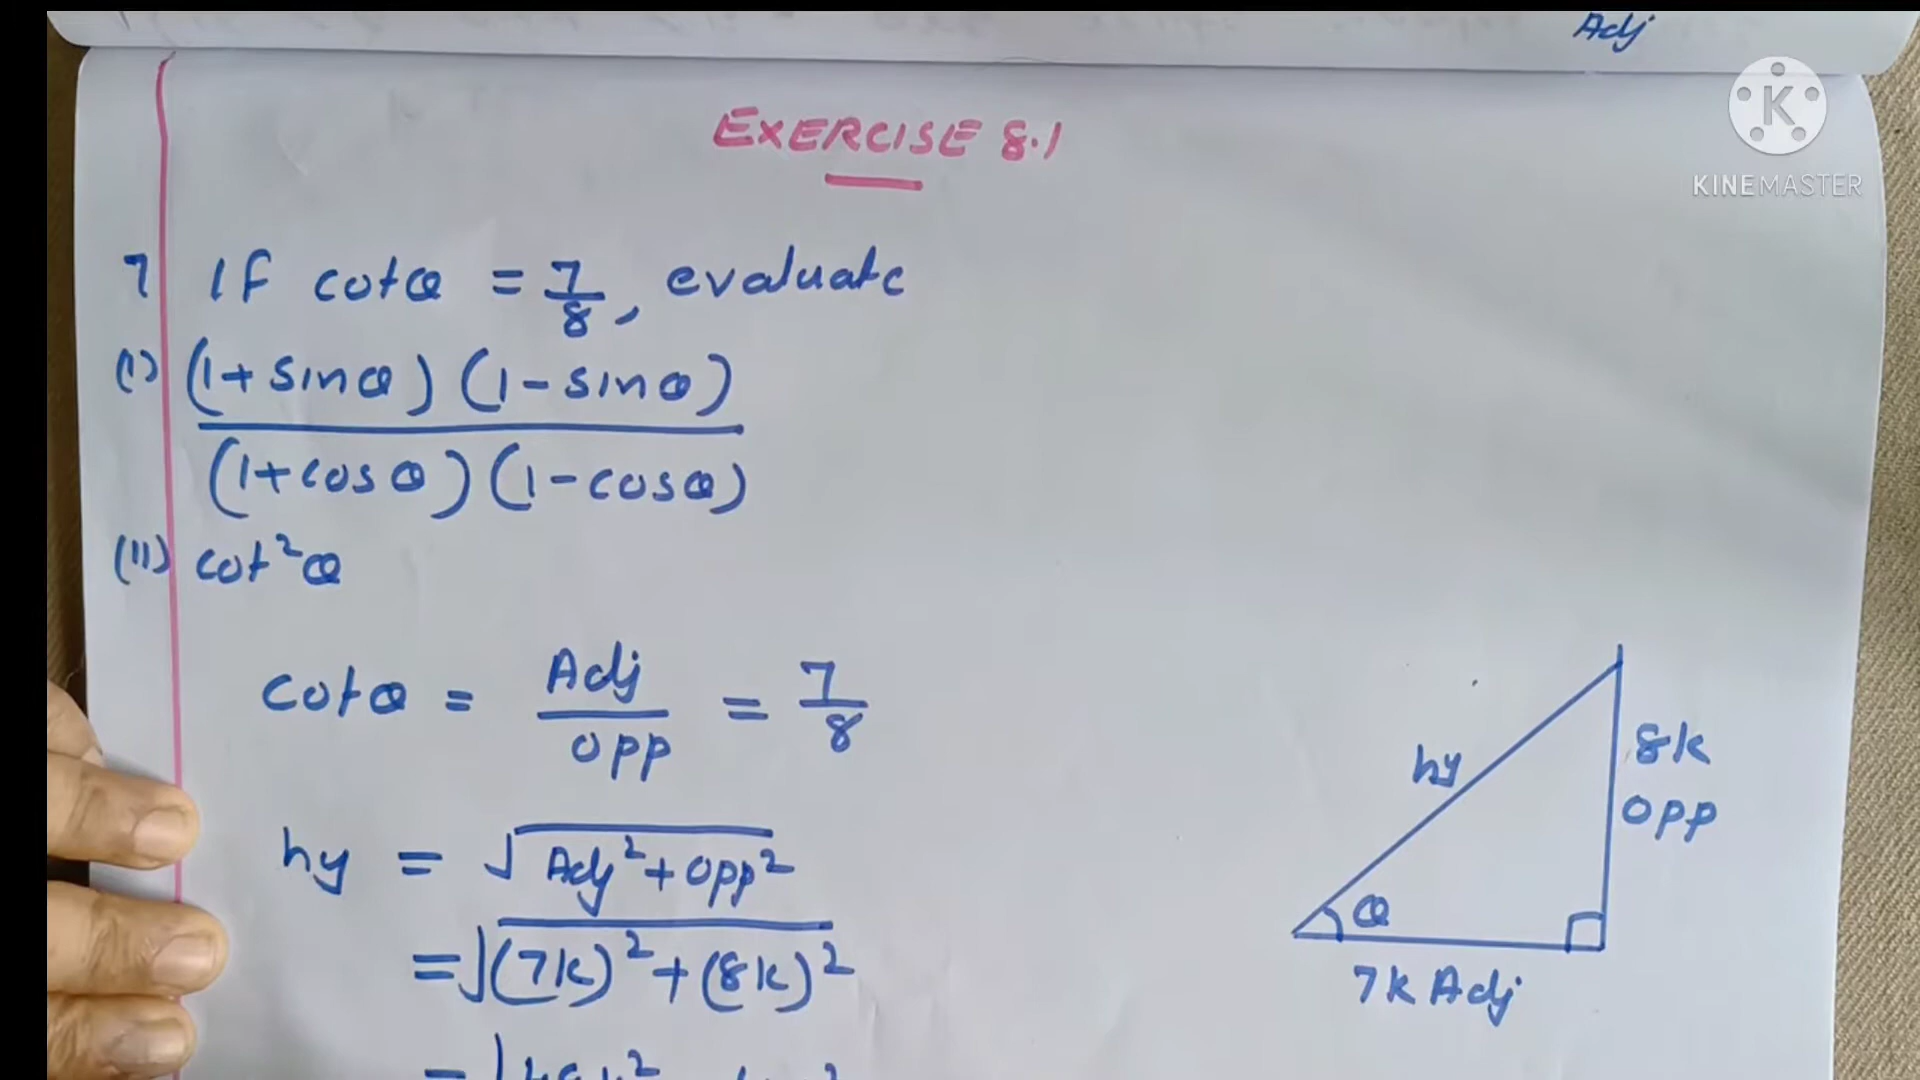 Adj
KINEMASTER
EXERCISE 8.1
7 If cotθ = 7/8, evaluate
(i) (1+sinθ)(1-sinθ)
(1+cosθ)(1-cosθ)
(ii) cot²θ
cotθ = Adj/opp = 7/8
hy = √Adj²+opp²
= √(7k)²+(8k)²
hy
8k
opp
θ
7k Adj